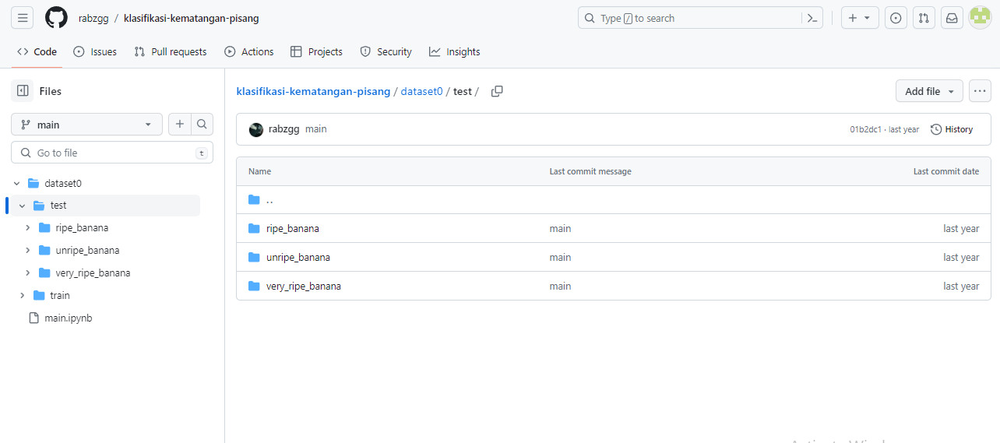 rabzgg / klasifikasi-kematangan-pisang
Type / to search
Code Issues Pull requests Actions Projects Security Insights
Files
main
Go to file t
dataset0
test
ripe_banana
unripe_banana
very_ripe_banana
train
main.ipynb
klasifikasi-kematangan-pisang / dataset0 / test /
Add file
rabzgg main 01b2dc1 · last year History
Name Last commit message Last commit date
..
ripe_banana main last year
unripe_banana main last year
very_ripe_banana main last year